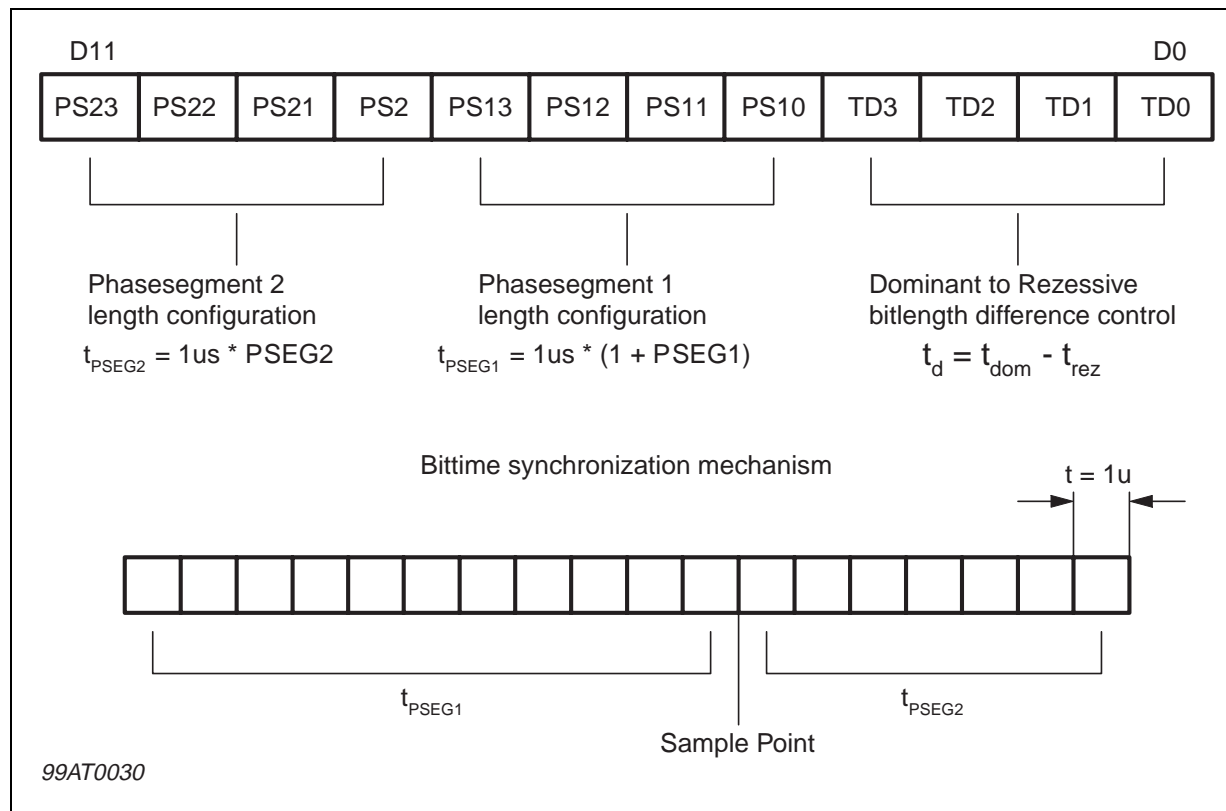 D11 D0
PS23 PS22 PS21 PS2 PS13 PS12 PS11 PS10 TD3 TD2 TD1 TD0
Phasesegment 2
length configuration
tPSEG2 = 1us * PSEG2
Phasesegment 1
length configuration
tPSEG1 = 1us * (1 + PSEG1)
Dominant to Rezessive
bitlength difference control
td = tdom - trez
Bittime synchronization mechanism
t = 1u
tPSEG1
tPSEG2
Sample Point
99AT0030